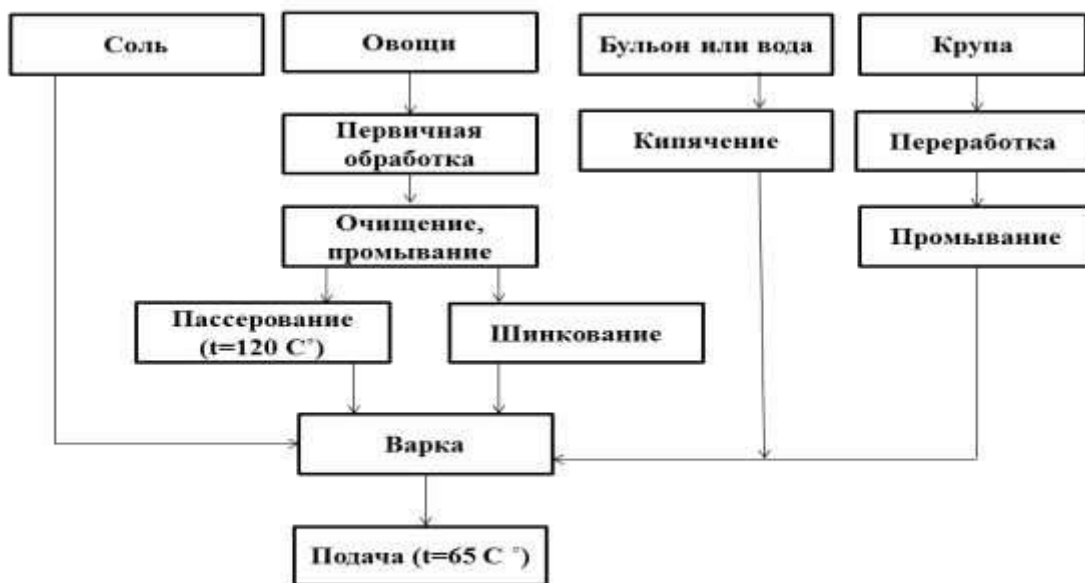 Соль
Овощи
Бульон или вода
Крупа
Первичная
обработка
Кипячение
Переработка
Очищение,
промывание
Промывание
Пассерование
(t=120 C˚)
Шинкование
Варка
Подача (t=65 C ˚)